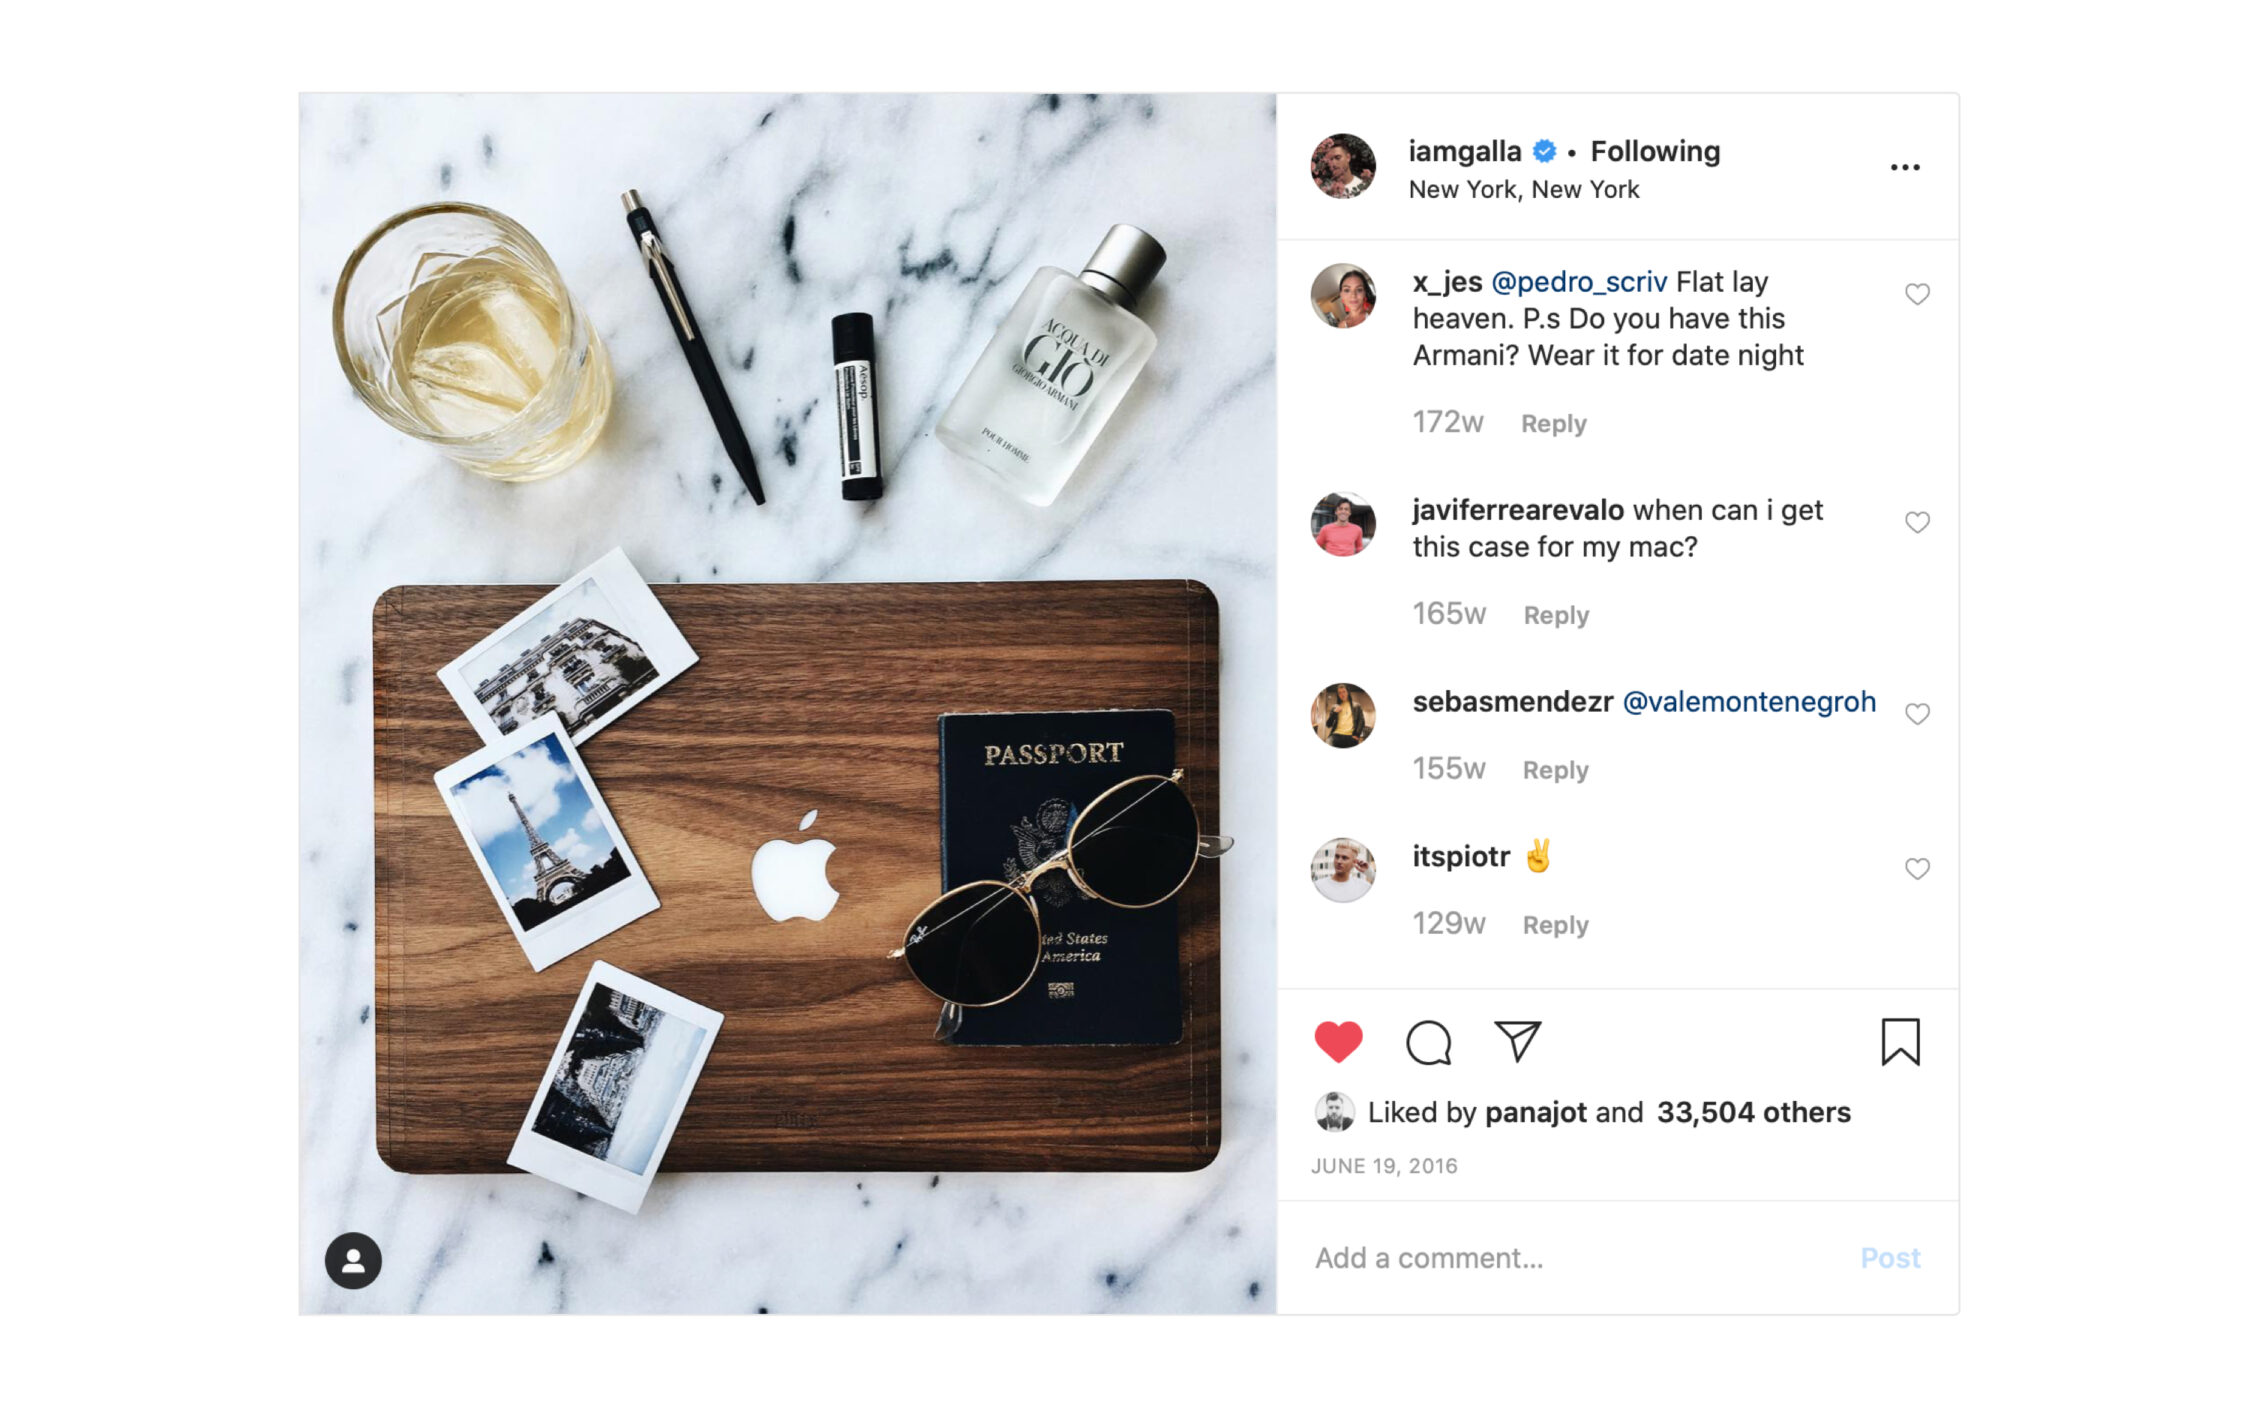 ACQUA DI
GIÒ
GIORGIO ARMANI
POUR HOMME
Aesop.
PASSPORT
ted States
America
iamgalla • Following
New York, New York
x_jes @pedro_scriv Flat lay
heaven. P.s Do you have this
Armani? Wear it for date night
172w Reply
javiferrearevalo when can i get
this case for my mac?
165w Reply
sebasmendezr @valemontenegroh
155w Reply
itspiotr ✌️
129w Reply
Liked by panajot and 33,504 others
JUNE 19, 2016
Add a comment... Post